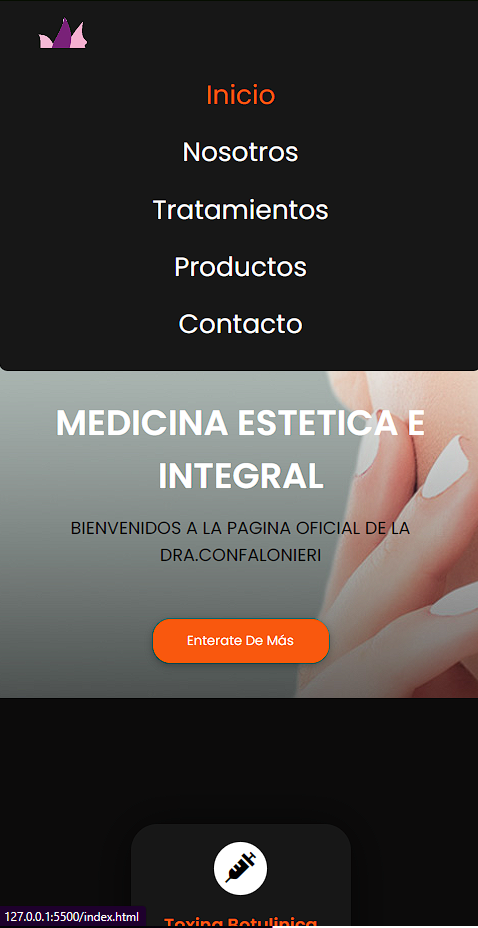 Inicio
Nosotros
Tratamientos
Productos
Contacto
MEDICINA ESTETICA E
INTEGRAL
BIENVENIDOS A LA PAGINA OFICIAL DE LA
DRA.CONFALONIERI
Enterate De Más
Toxina Botulinica
127.0.0.1:5500/index.html